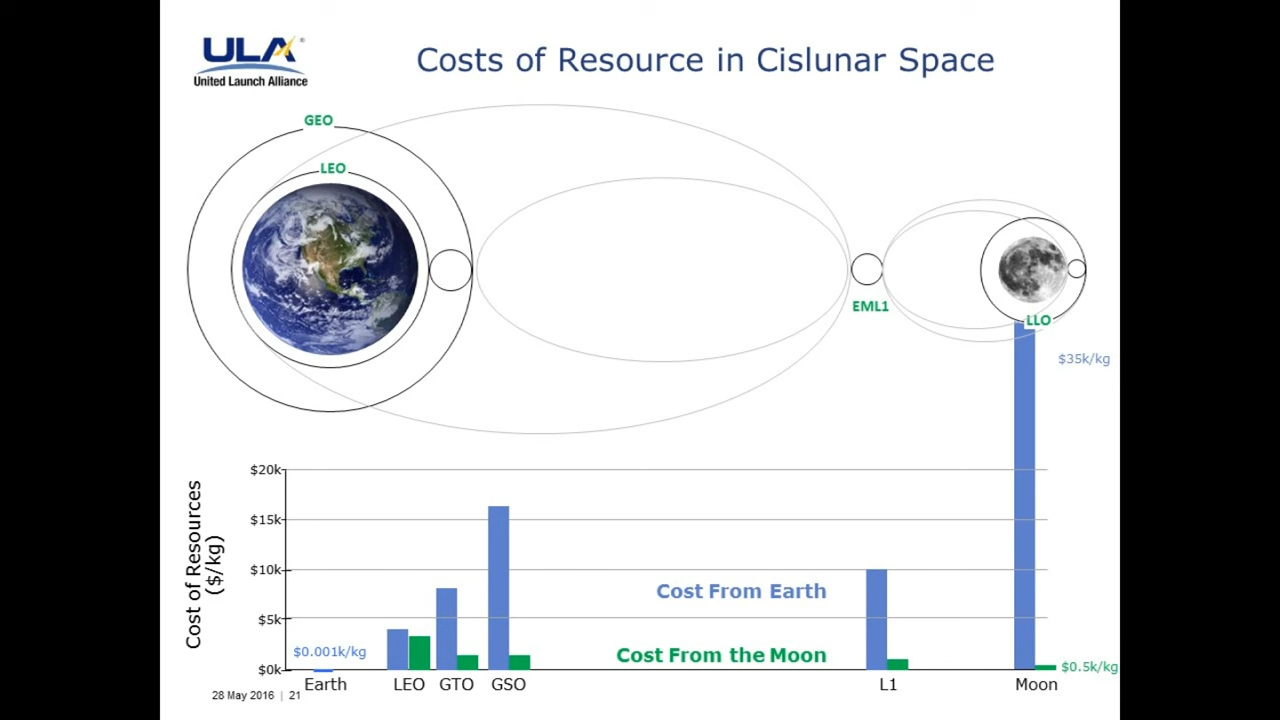 ULA®
United Launch Alliance
Costs of Resource in Cislunar Space
GEO
LEO
EML1
LLO
$35k/kg
Cost of Resources
($/kg)
$20k
$15k
$10k
$5k
$0k
Cost From Earth
Cost From the Moon
$0.001k/kg
$0.5k/kg
Earth
LEO
GTO
GSO
L1
Moon
28 May 2016 | 21